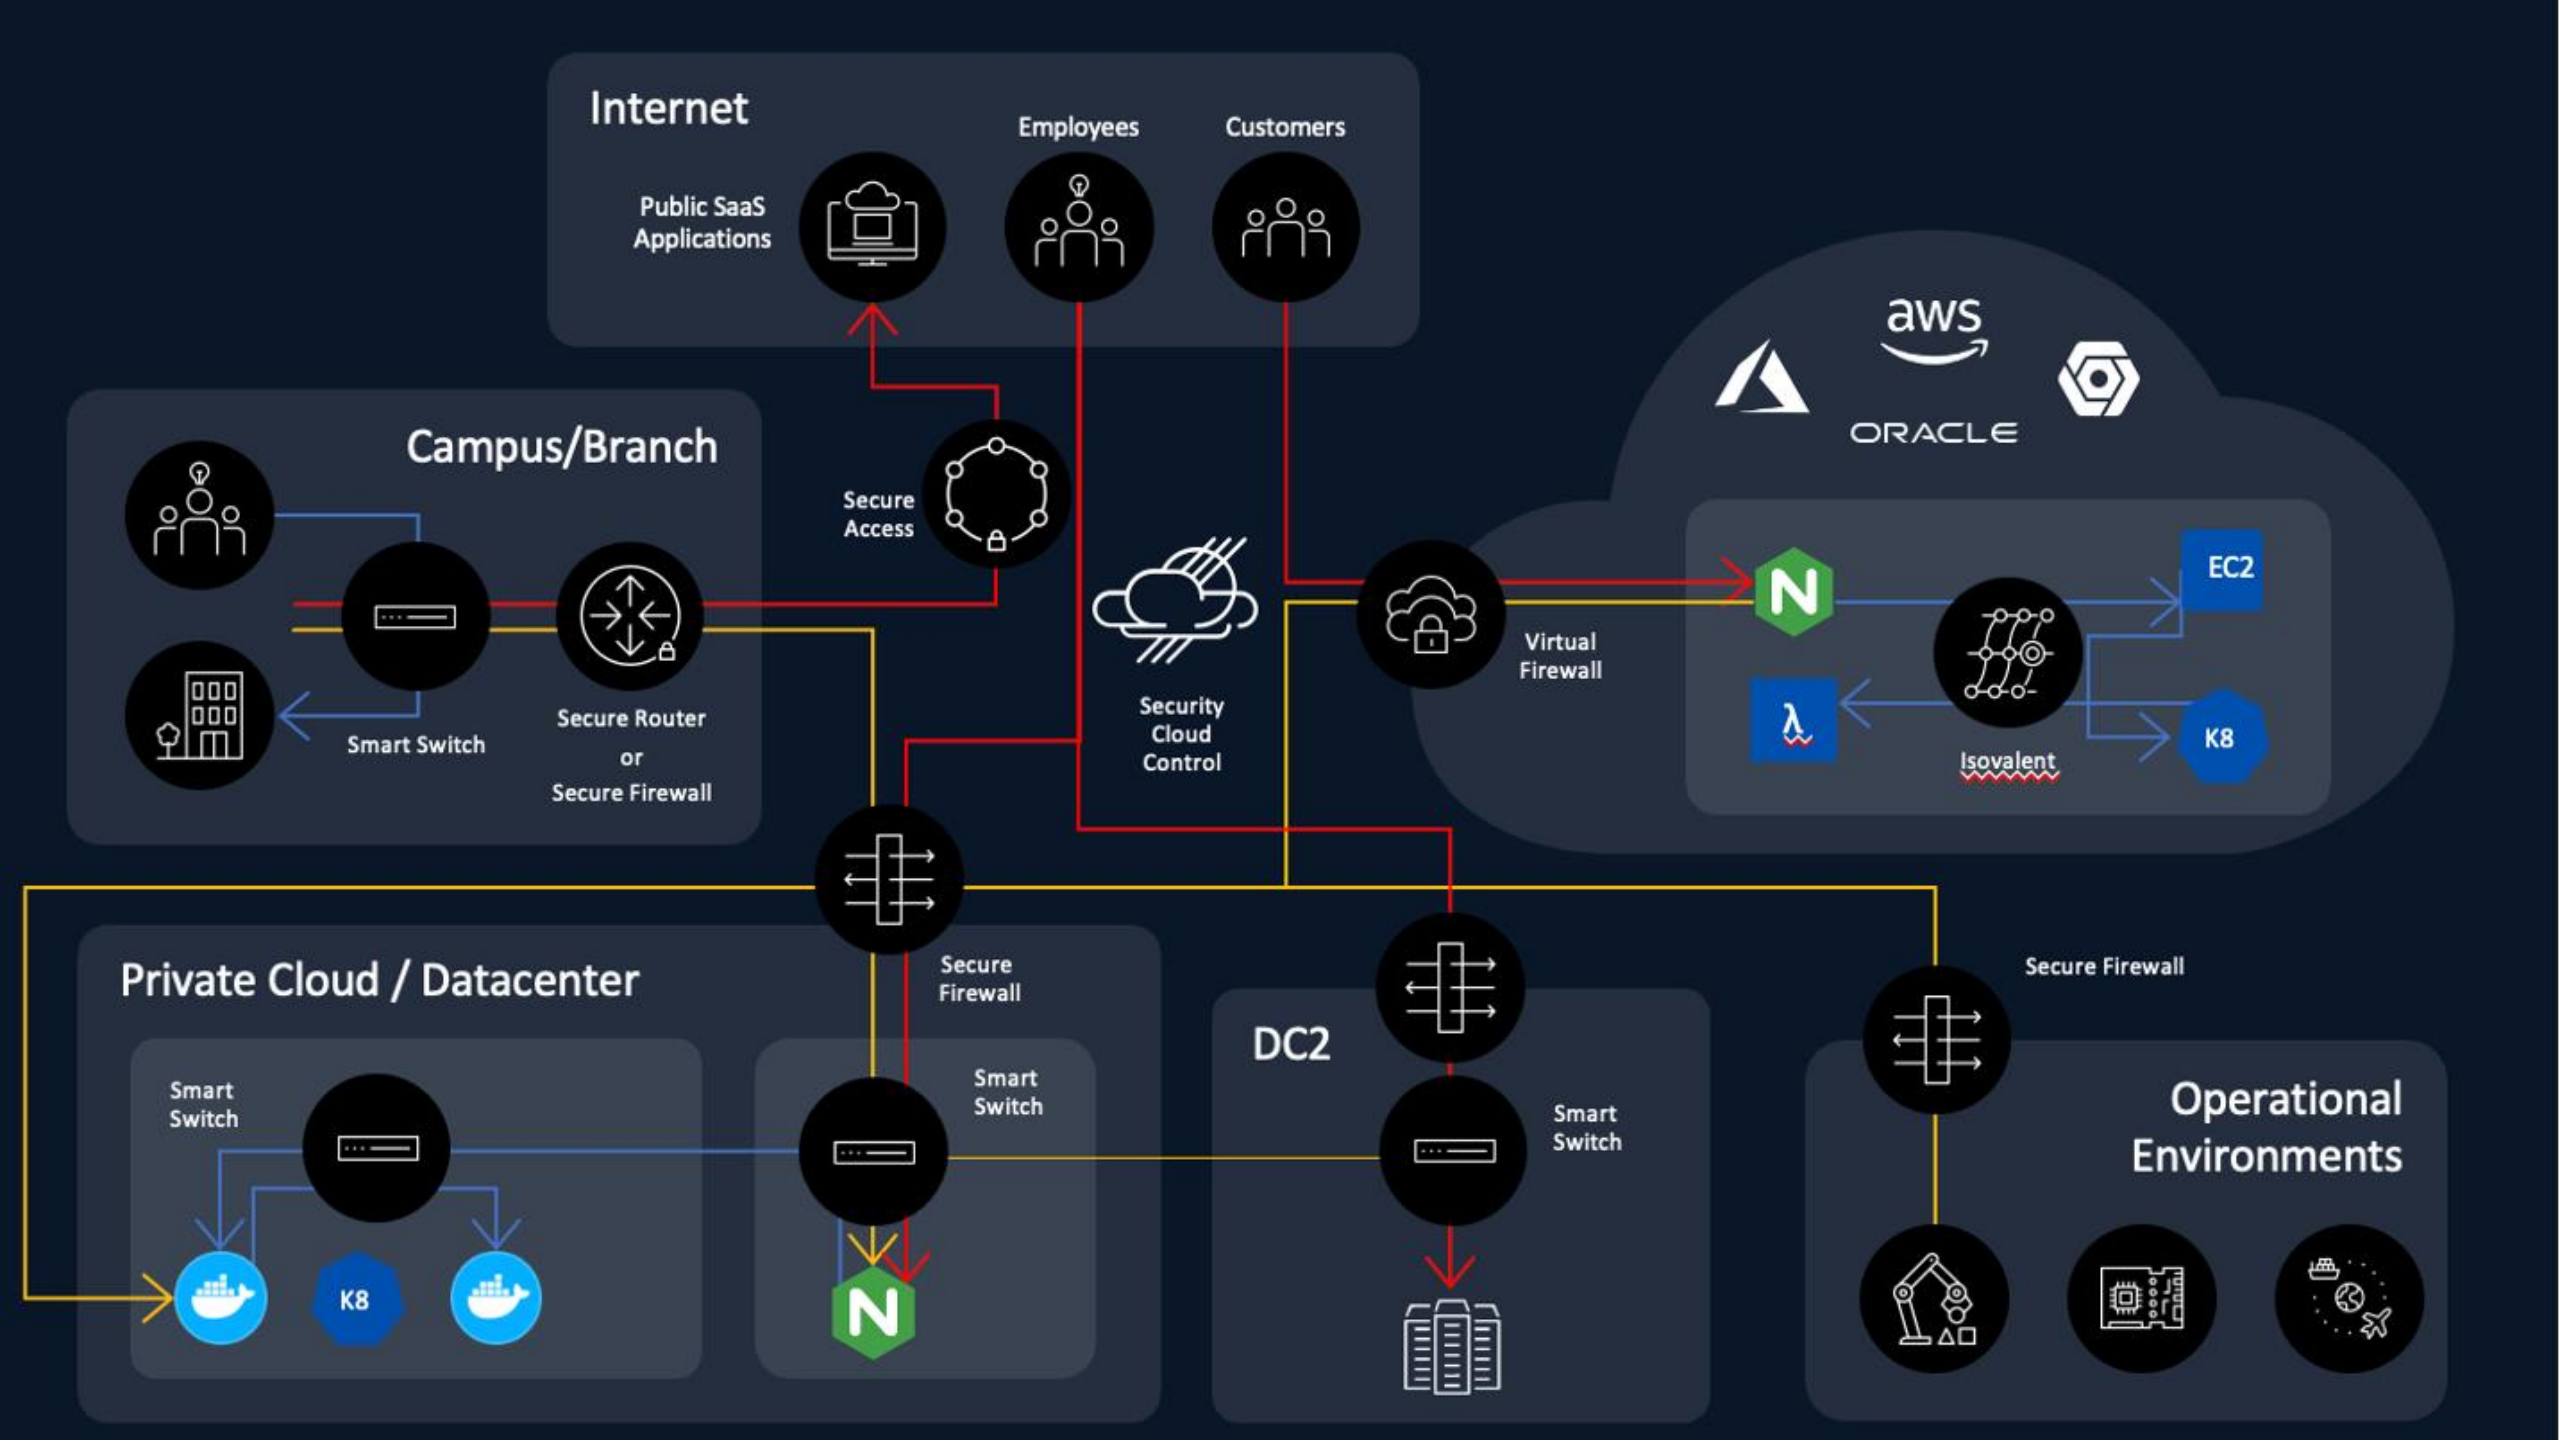 Internet
Employees
Customers
Public SaaS
Applications
aws
ORACLE
Campus/Branch
Secure
Access
Smart Switch
Secure Router
or
Secure Firewall
Security
Cloud
Control
Virtual
Firewall
N
EC2
λ
Isovalent
K8
Private Cloud / Datacenter
Secure
Firewall
Smart
Switch
Smart
Switch
K8
N
DC2
Smart
Switch
Secure Firewall
Operational
Environments